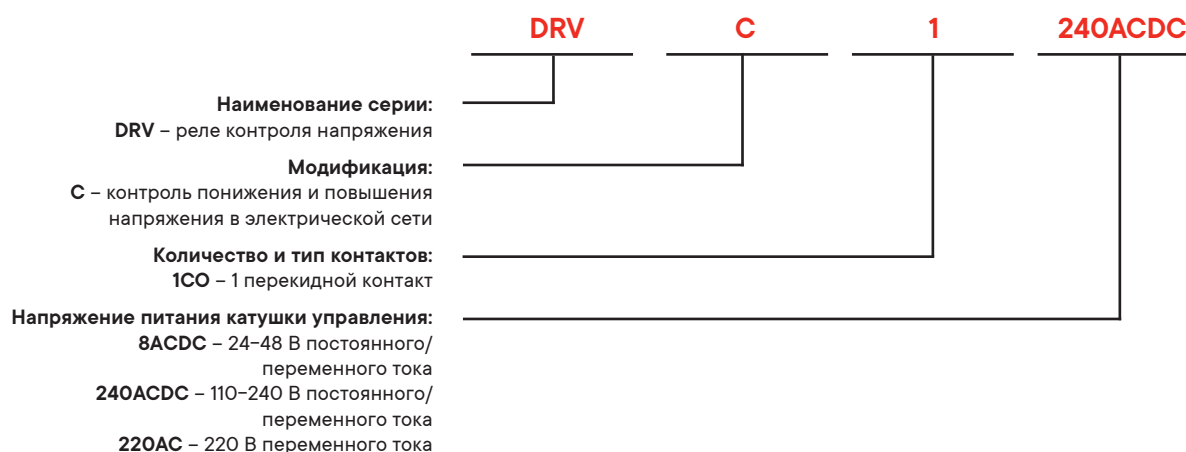 DRV C 1 240ACDC
Наименование серии:
DRV – реле контроля напряжения
Модификация:
C – контроль понижения и повышения
напряжения в электрической сети
Количество и тип контактов:
1CO – 1 перекидной контакт
Напряжение питания катушки управления:
8ACDC – 24–48 В постоянного/
переменного тока
240ACDC – 110–240 В постоянного/
переменного тока
220AC – 220 В переменного тока